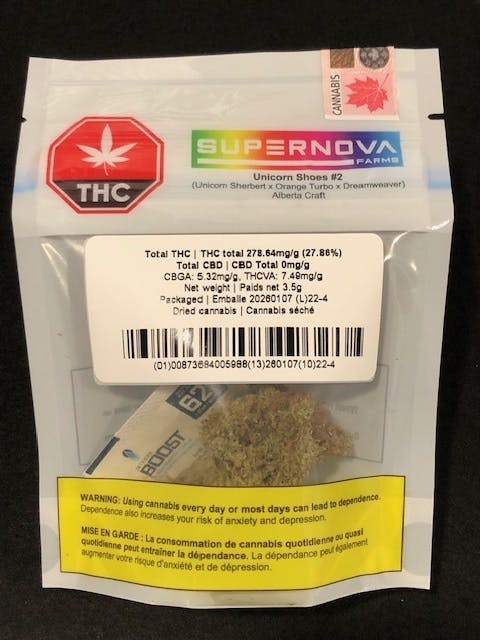 CANNABIS
THC
SUPERNOVA
FARMS
Unicorn Shoes #2
(Unicorn Sherbert x Orange Turbo x Dreamweaver)
Alberta Craft
Total THC | THC total 278.64mg/g (27.86%)
Total CBD | CBD Total 0mg/g
CBGA: 5.32mg/g, THCVA: 7.49mg/g
Net weight | Paids net 3.5g
Packaged | Emballe 20260107 (L)22-4
Dried cannabis | Cannabis séché
(01)00873684005988(13)260107(10)22-4
62
BOOST
WARNING: Using cannabis every day or most days can lead to dependence.
Dependence also increases your risk of anxiety and depression.
MISE EN GARDE : La consommation de cannabis quotidienne ou quasi
quotidienne peut entraîner la dépendance. La dépendance peut également
augmenter votre risque d'anxiété et de dépression.